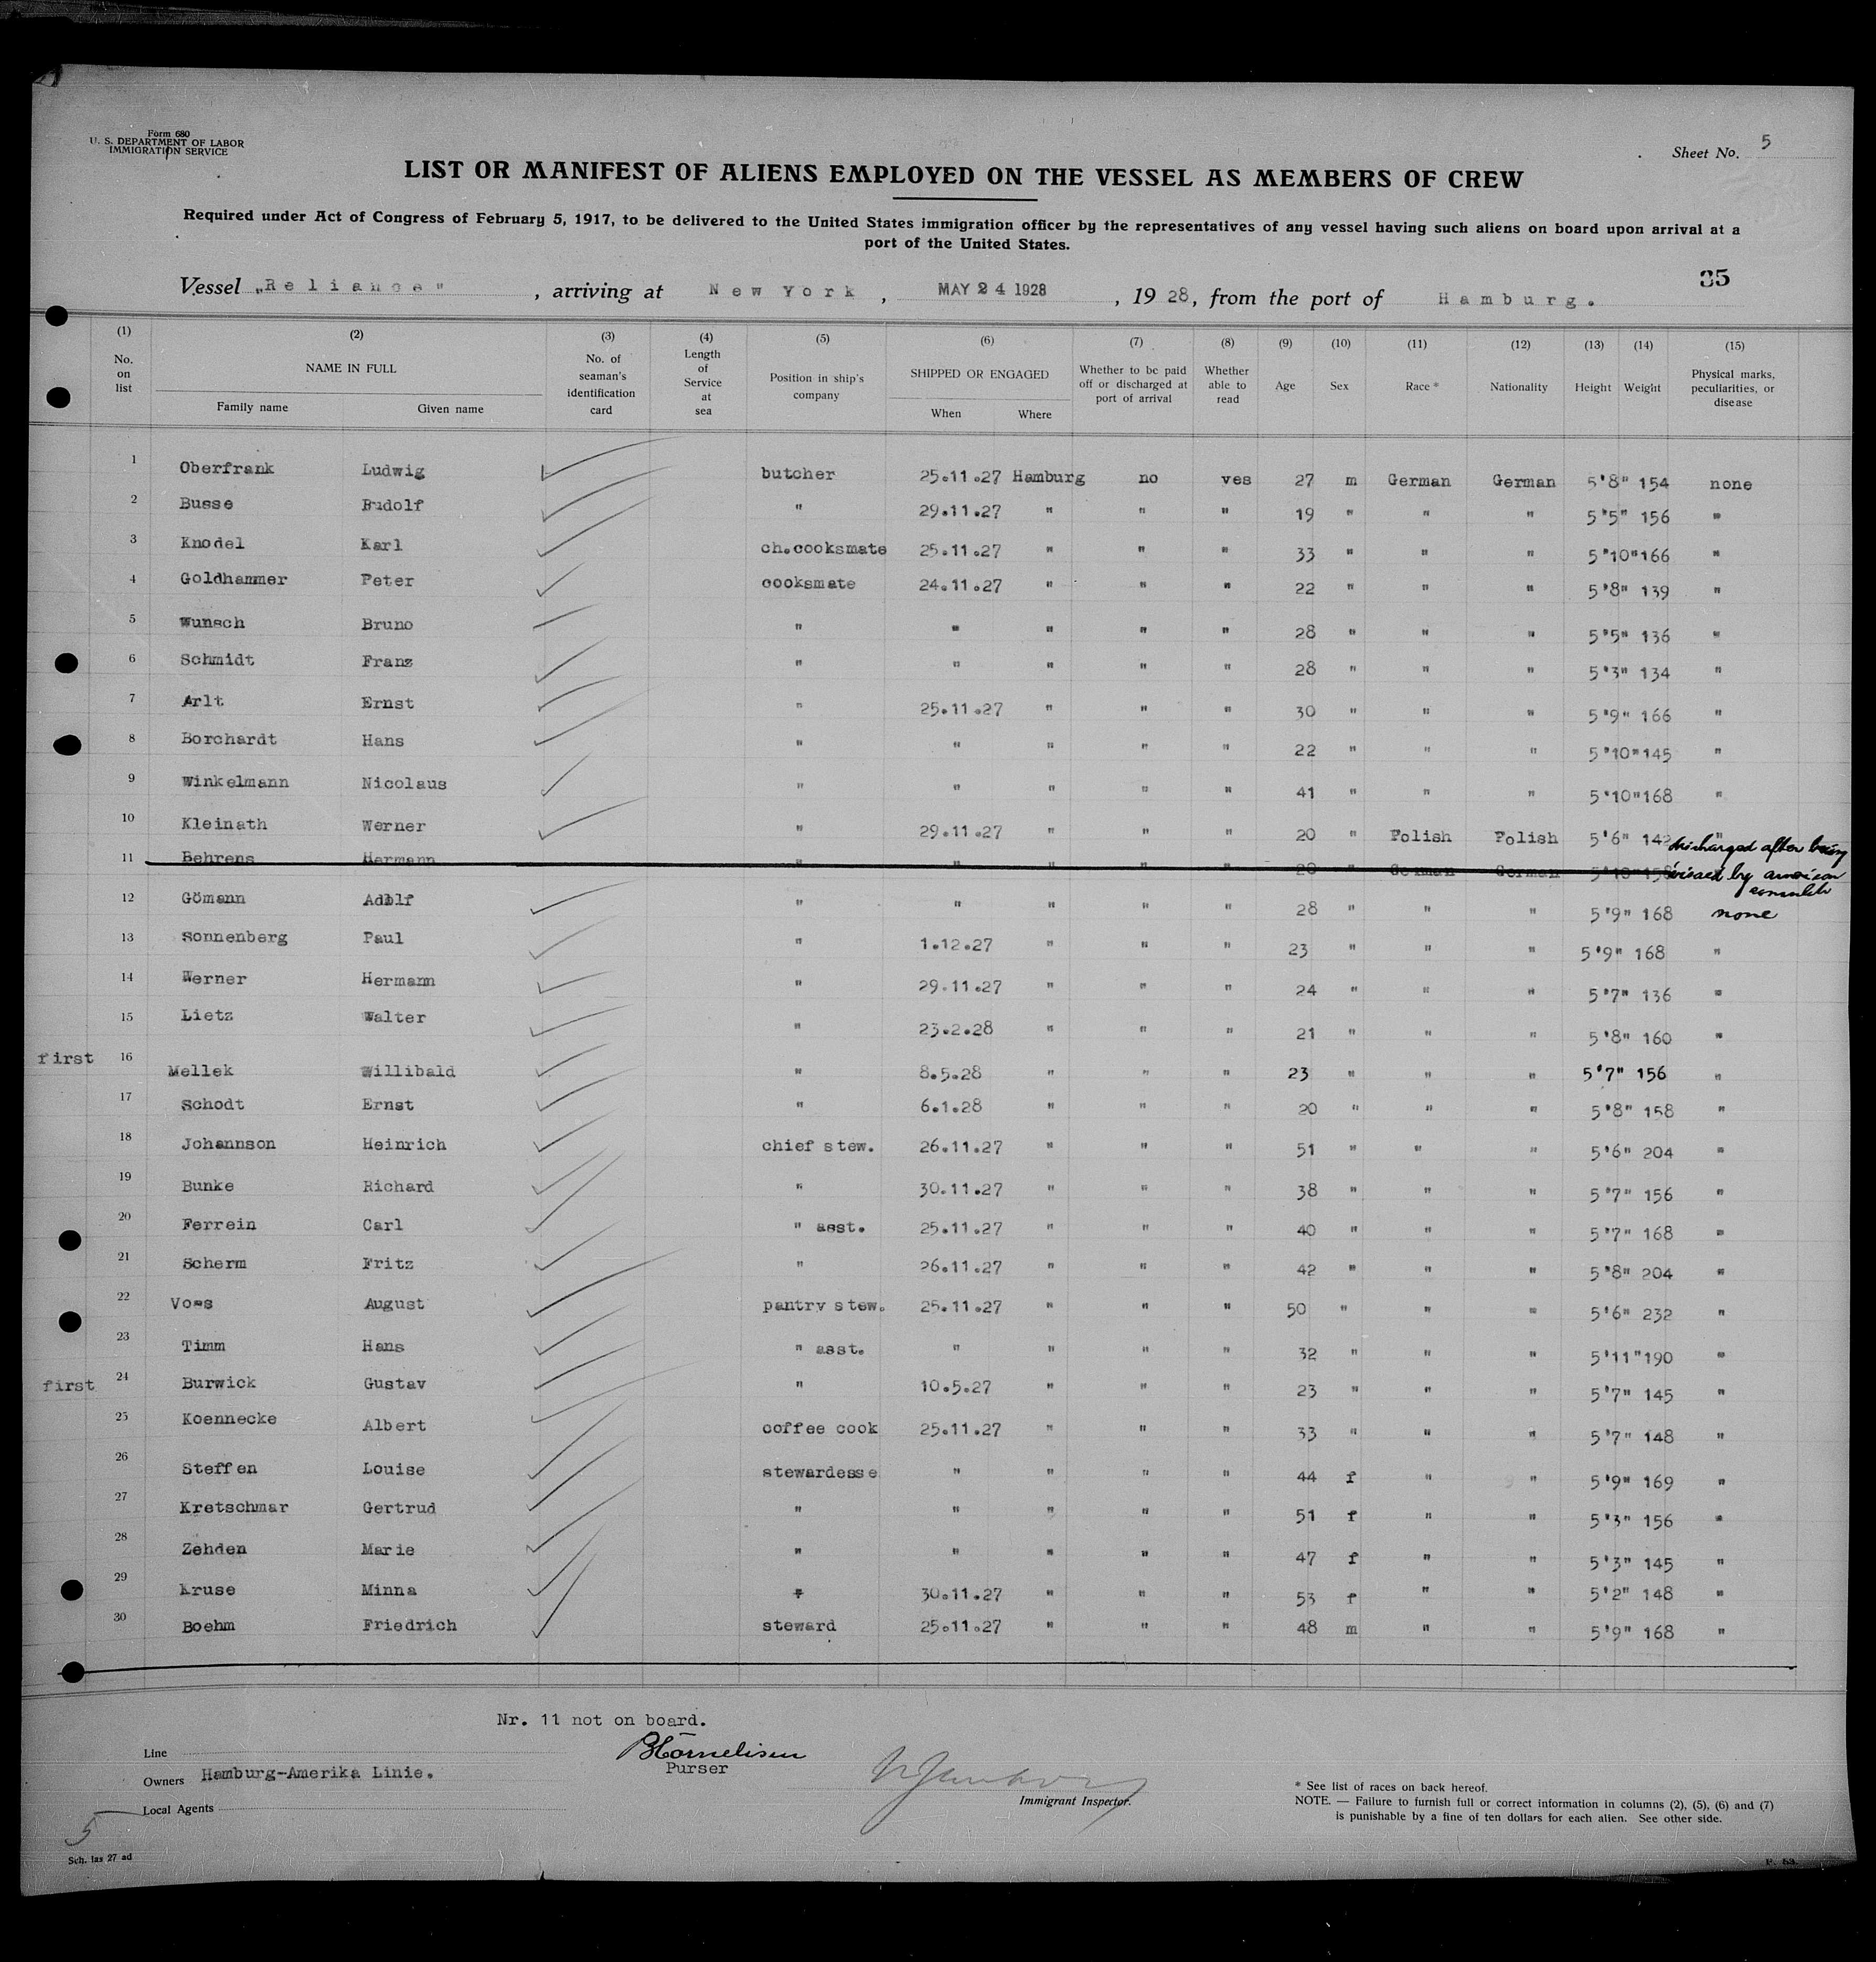 Form 680
U. S. DEPARTMENT OF LABOR
IMMIGRATION SERVICE
Sheet No. 5
LIST OR MANIFEST OF ALIENS EMPLOYED ON THE VESSEL AS MEMBERS OF CREW
Required under Act of Congress of February 5, 1917, to be delivered to the United States immigration officer by the representatives of any vessel having such aliens on board upon arrival at a
port of the United States.
35
Vessel „Reliance", arriving at New York, MAY 24 1928, 1928, from the port of Hamburg.
(1) No. on list (2) NAME IN FULL Family name Given name (3) No. of seaman's identification card (4) Length of Service at sea (5) Position in ship's company (6) SHIPPED OR ENGAGED When Where (7) Whether to be paid off or discharged at port of arrival (8) Whether able to read (9) Age (10) Sex (11) Race * (12) Nationality (13) Height (14) Weight (15) Physical marks, peculiarities, or disease
1 Oberfrank Ludwig butcher 25.11.27 Hamburg no yes 27 m German German 5'8" 154 none
2 Busse Rudolf " 29.11.27 " " " 19 " " " 5'5" 156 "
3 Knodel Karl ch.cooksmate 25.11.27 " " " 33 " " " 5'10" 166 "
4 Goldhammer Peter cooksmate 24.11.27 " " " 22 " " " 5'8" 139 "
5 Wunsch Bruno " " " " " 28 " " " 5'5" 136 "
6 Schmidt Franz " " " " " 28 " " " 5'3" 134 "
7 Arlt Ernst " 25.11.27 " " " 30 " " " 5'9" 166 "
8 Borchardt Hans " " " " " 22 " " " 5'10" 145 "
9 Winkelmann Nicolaus " " " " " 41 " " " 5'10" 168 "
10 Kleinath Werner " 29.11.27 " " " 20 " Polish Polish 5'6" 142 "
11 Behrens Hermann " " " " " 20 " German German 5'10" discharged after being
visaed by american
consulate
12 Gömann Adolf " " " " " 28 " " " 5'9" 168 none
13 Sonnenberg Paul " 1.12.27 " " " 23 " " " 5'9" 168 "
14 Werner Hermann " 29.11.27 " " " 24 " " " 5'7" 136 "
15 Lietz Walter " 23.2.28 " " " 21 " " " 5'8" 160 "
first 16 Mellek Willibald " 8.5.28 " " " 23 " " " 5'7" 156 "
17 Schodt Ernst " 6.1.28 " " " 20 " " " 5'8" 158 "
18 Johannson Heinrich chief stew. 26.11.27 " " " 51 " " " 5'6" 204 "
19 Bunke Richard " 30.11.27 " " " 38 " " " 5'7" 156 "
20 Ferrein Carl " asst. 25.11.27 " " " 40 " " " 5'7" 168 "
21 Scherm Fritz " 26.11.27 " " " 42 " " " 5'8" 204 "
22 Voss August pantry stew. 25.11.27 " " " 50 " " " 5'6" 232 "
23 Timm Hans " asst. " " " " 32 " " " 5'11" 190 "
first 24 Burwick Gustav " 10.5.27 " " " 23 " " " 5'7" 145 "
25 Koennecke Albert coffee cook 25.11.27 " " " 33 " " " 5'7" 148 "
26 Steffen Louise stewardesse " " " " 44 f " " 5'9" 169 "
27 Kretschmar Gertrud " " " " " 51 f " " 5'3" 156 "
28 Zehden Marie " " " " " 47 f " " 5'3" 145 "
29 Kruse Minna " 30.11.27 " " " 53 f " " 5'2" 148 "
30 Boehm Friedrich steward 25.11.27 " " " 48 m " " 5'9" 168 "
Nr. 11 not on board.
Line
Owners Hamburg-Amerika Linie.
Local Agents
Cornelisen
Purser
Immigrant Inspector.
* See list of races on back hereof.
NOTE. — Failure to furnish full or correct information in columns (2), (5), (6) and (7)
is punishable by a fine of ten dollars for each alien. See other side.
5
Sch. las 27 ad